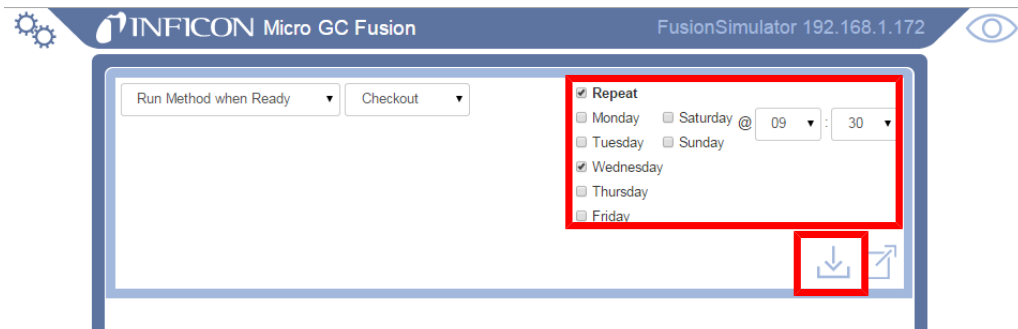 INFICON Micro GC Fusion FusionSimulator 192.168.1.172
Run Method when Ready Checkout
Repeat
Monday Saturday @ 09 : 30
Tuesday Sunday
Wednesday
Thursday
Friday